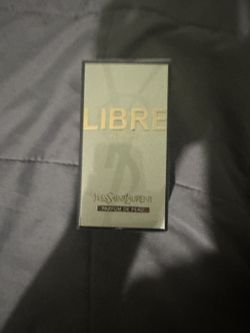 LIBRE
YVESSAINTLAURENT
PARFUM DE PEAU